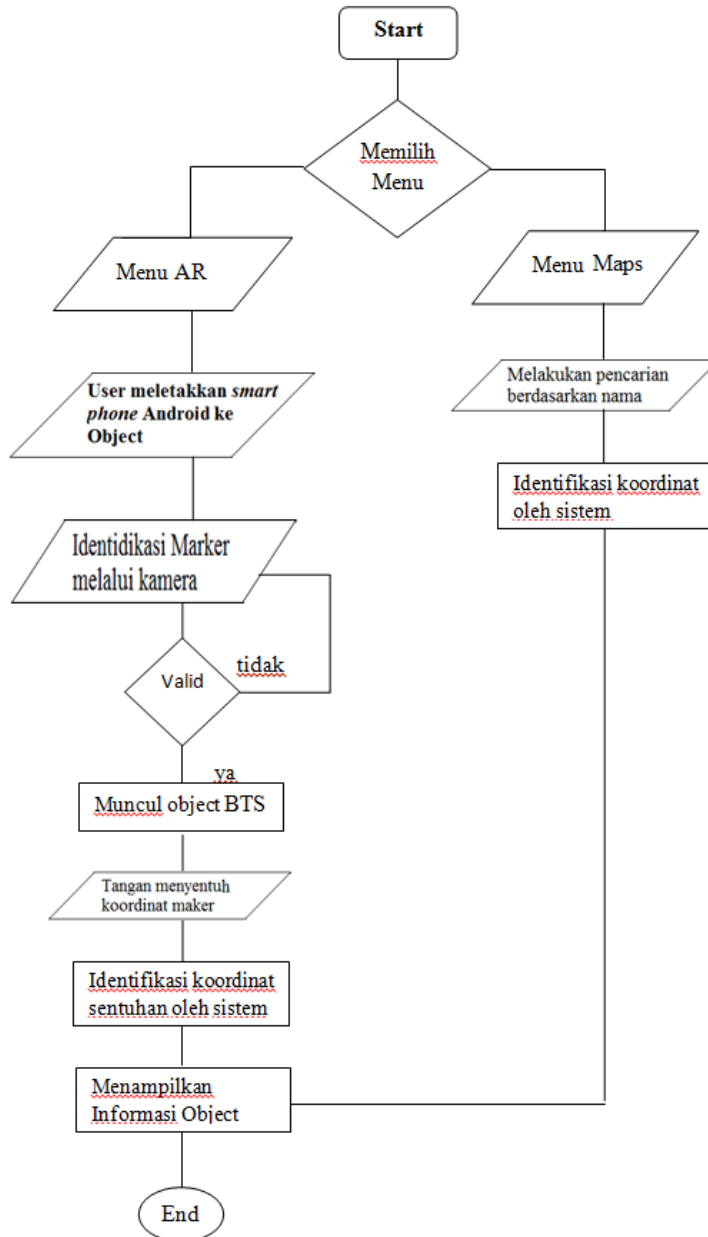 Start
Memilih
Menu
Menu AR
Menu Maps
User meletakkan smart
phone Android ke
Object
Melakukan pencarian
berdasarkan nama
Identifikasi koordinat
oleh sistem
Identidikasi Marker
melalui kamera
Valid
tidak
ya
Muncul object BTS
Tangan menyentuh
koordinat maker
Identifikasi koordinat
sentuhan oleh sistem
Menampilkan
Informasi Object
End